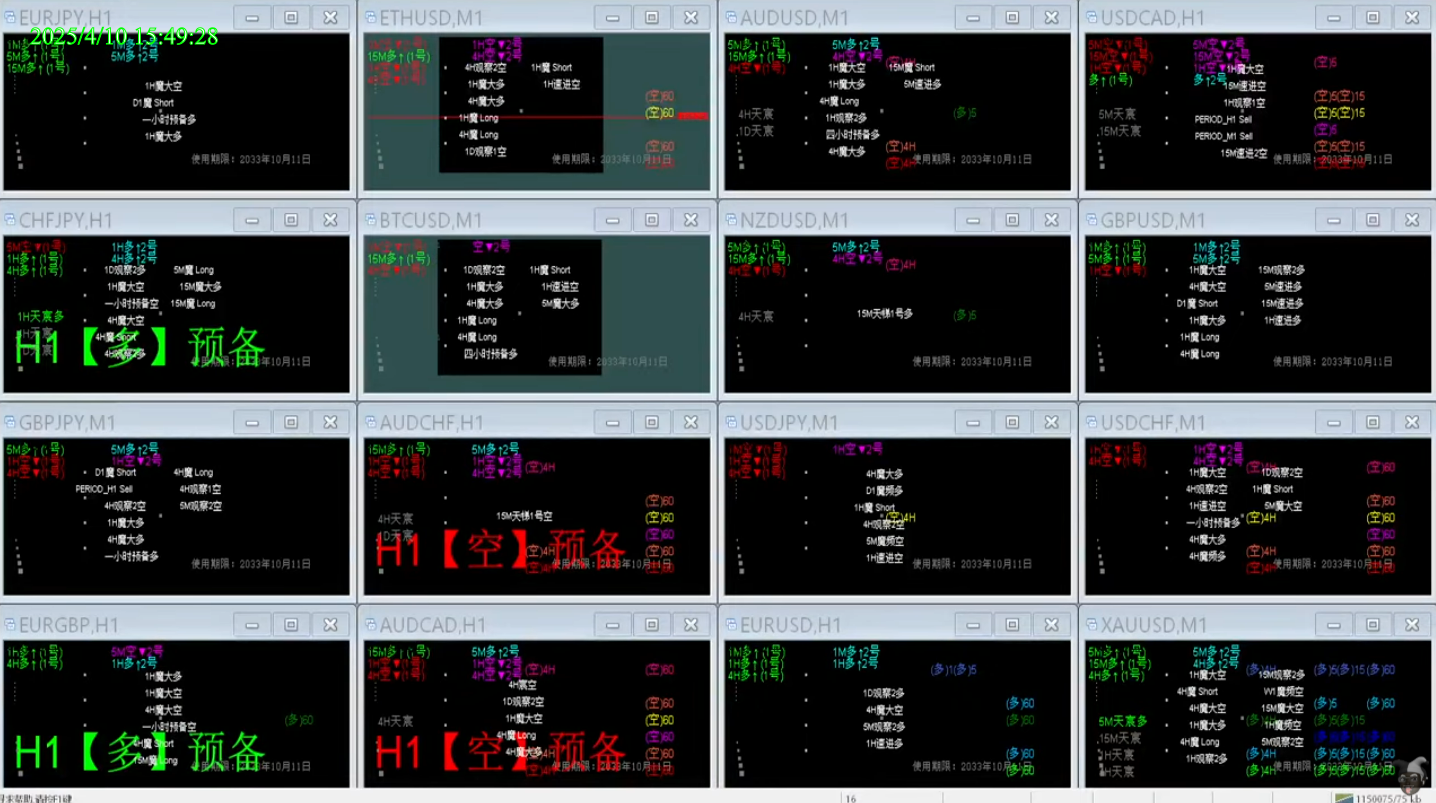 EURJPY,H1
2025/4/10 15:49:28
1M多↑(1号) 1M多↑2号
5M多↑(1号) 5M多↑2号
15M多↑(1号)
1H魔大空
D1魔 Short
一小时预备多
1H魔大多
使用期限: 2033年10月11日
ETHUSD,M1
1H空▼2号
15M多↑(1号) 4H空▼2号
4H观察2空 1H魔 Short
1H魔大多 1H速进空
4H魔大多
(空)60
(空)60
1H魔 Long
4H魔 Long
1D观察1空
(空)60
使用期限: 2033年10月11日
AUDUSD,M1
5M多↑(1号) 5M多↑2号
15M多↑(1号) 4H空▼2号
4H空▼(1号)
1H魔大空 15M魔 Short
1H魔大多 5M速进多
4H魔 Long
4H天宸 1H观察2多 (多)5
1D天宸 四小时预备多
4H魔大多 (空)4H
使用期限: 2033年10月11日
USDCAD,H1
5M空▼(1号) 5M空▼2号
15M空▼(1号) 15M空▼2号
1H空▼(1号) 1H空▼2号
多↑(1号) 多↑2号
(空)5
1H魔大空
15M速进空
1H观察1空 (空)5(空)15
5M天宸 PERIOD_H1 Sell (空)5(空)15
15M天宸 PERIOD_M1 Sell (空)5
15M速进2空 (空)5(空)15
使用期限: 2033年10月11日
CHFJPY,H1
5M空▼(1号) 1H多↑2号
1H多↑(1号) 4H多↑2号
4H多↑(1号)
1D观察2多 5M魔 Long
1H魔大空 15M魔大多
一小时预备空 15M魔 Long
1H天宸多 4H魔大空
4H魔 Short
H1【多】预备
使用期限: 2033年10月11日
BTCUSD,M1
空▼2号
15M多↑(1号)
1D观察2空 1H魔 Short
1H魔大多 1H速进空
4H魔大多 5M魔大多
1H魔 Long
4H魔 Long
四小时预备多
使用期限: 2033年10月11日
NZDUSD,M1
5M多↑(1号) 5M多↑2号
15M多↑(1号) 4H空▼2号
4H空▼(1号) (空)4H
4H天宸 15M天梯1号多 (多)5
使用期限: 2033年10月11日
GBPUSD,M1
1M多↑(1号) 1M多↑2号
5M多↑(1号) 5M多↑2号
1H空▼(1号)
1H魔大空 15M观察2多
4H魔大空 5M速进多
D1魔 Short 15M速进多
1H魔大多 1H速进多
1H魔 Long
4H魔 Long
使用期限: 2033年10月11日
GBPJPY,M1
5M多↑(1号) 5M多↑2号
1H空▼(1号) 1H空▼2号
4H空▼(1号)
D1魔 Short 4H魔 Long
PERIOD_H1 Sell 4H观察1空
4H观察2空 5M观察2空
1H魔大多
4H魔大多
一小时预备多
使用期限: 2033年10月11日
AUDCHF,H1
15M多↑(1号) 5M多↑2号
1H空▼(1号) 1H空▼2号
4H空▼(1号) 4H空▼2号 (空)4H (空)60
(空)60
4H天宸 15M天梯1号空 (空)60
1D天宸 (空)60
(空)4H (空)60
H1【空】预备
使用期限: 2033年10月11日
USDJPY,M1
1H空▼2号
1H空▼(1号)
4H空▼(1号)
4H魔大多
D1魔频多
1H魔 Short
(空)4H
4H观察2空
5M魔频空
1H速进空
使用期限: 2033年10月11日
USDCHF,M1
1H空▼(1号) 1H空▼2号
4H空▼(1号) 4H空▼2号 (空)60
1H魔大空 1D观察2空
4H观察2空 1H魔 Short
1H速进空 5M魔大空 (空)60
一小时预备多 (空)4H (空)60
4H魔大多 (空)60
4H魔频多 (空)4H (空)60
使用期限: 2033年10月11日
EURGBP,H1
1H多↑(1号) 5M空▼2号
4H多↑(1号) 1H多↑2号
1H魔大多
1H魔大空
4H魔大空
一小时预备空 (多)60
4H魔 Short
15M魔 Long
H1【多】预备
使用期限: 2033年10月11日
AUDCAD,H1
15M多↑(1号) 5M多↑2号
1H空▼(1号) 1H空▼2号
4H空▼(1号) 4H空▼2号 (空)4H (空)60
4H宸空
1D观察2空 (空)60
4H天宸 1H魔大空 (空)60
4H魔 Long (空)60
4H魔大多 (空)60
H1【空】预备
使用期限: 2033年10月11日
EURUSD,H1
1M多↑(1号) 1M多↑2号
1H多↑(1号) 1H多↑2号
4H多↑(1号) (多)1(多)5
1D观察2多
4H魔大空 (多)60
5M观察2多 (多)60
1H速进多
(多)60
使用期限: 2033年10月11日 (多)60
XAUUSD,M1
5M多↑(1号) 5M多↑2号
15M多↑(1号) 4H多↑2号
4H多↑(1号) (多)4H (多)5(多)15(多)60
1H魔大空 15M观察2多
4H魔 Short W1魔频空
4H魔大空 15M魔大空 (多)5 (多)60
5M天宸多 1H魔大多 1H魔频空 (多)5(多)15
15M天宸 4H魔 Long 5M观察2空
1H观察2多 (多)5(多)15(多)60
使用期限: 2033年10月11日
16
1150075/75 kb